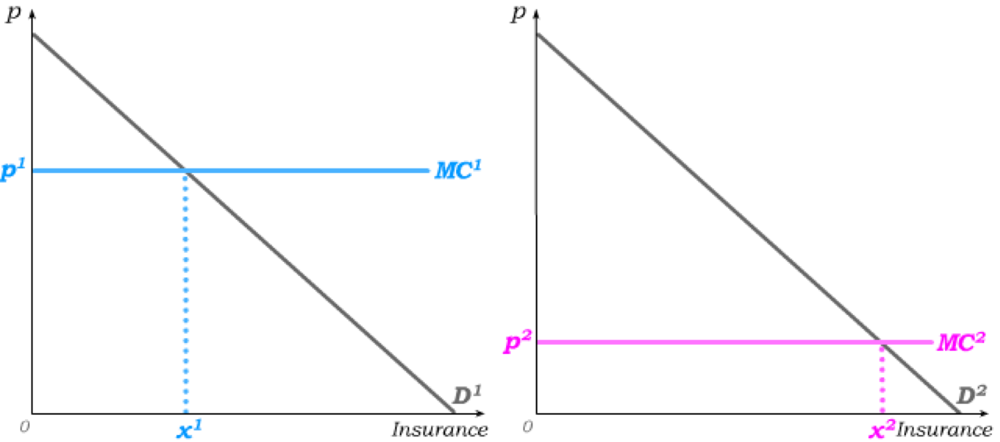 p
p¹
MC¹
D¹
0
x¹
Insurance
p
p²
MC²
D²
0
x²
Insurance